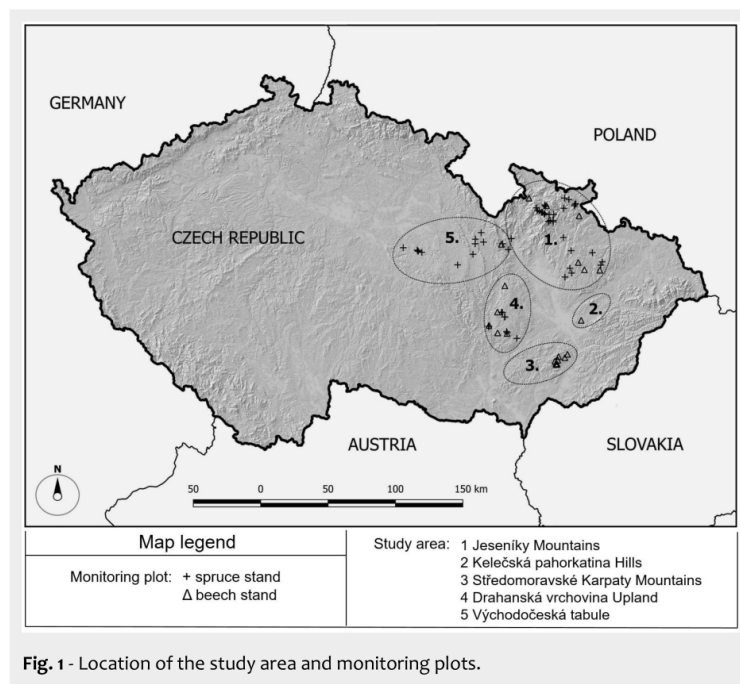 GERMANY
POLAND
CZECH REPUBLIC
5.
1.
4.
2.
3.
AUSTRIA
SLOVAKIA
N
50 0 50 100 150 km
Map legend
Monitoring plot: + spruce stand
Δ beech stand
Study area: 1 Jeseníky Mountains
2 Kelečská pahorkatina Hills
3 Středomoravské Karpaty Mountains
4 Drahanská vrchovina Upland
5 Východočeská tabule
Fig. 1 - Location of the study area and monitoring plots.